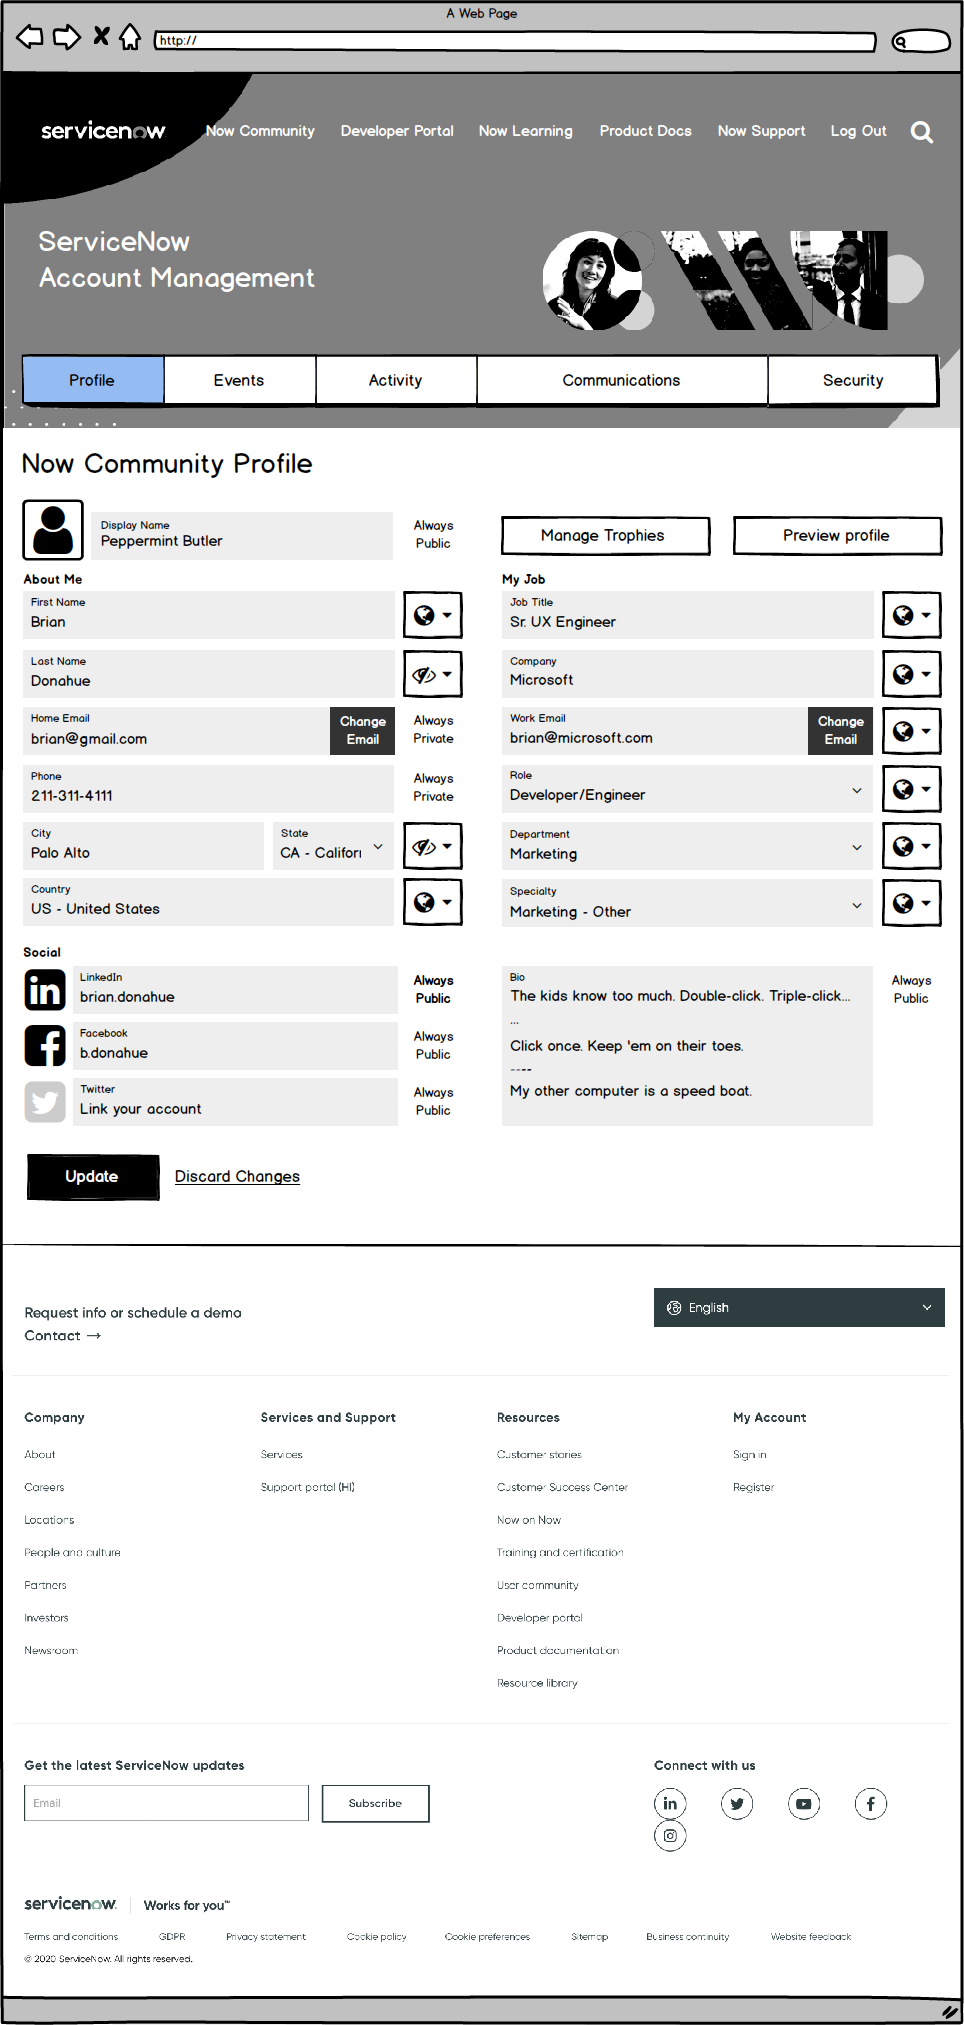 A Web Page
http://
servicenow
Now Community
Developer Portal
Now Learning
Product Docs
Now Support
Log Out
ServiceNow
Account Management
Profile
Events
Activity
Communications
Security
Now Community Profile
Display Name
Peppermint Butler
Always
Public
Manage Trophies
Preview profile
About Me
First Name
Brian
Last Name
Donahue
Home Email
brian@gmail.com
Change
Email
Always
Private
Phone
211-311-4111
Always
Private
City
Palo Alto
State
CA - Califor
Country
US - United States
My Job
Job Title
Sr. UX Engineer
Company
Microsoft
Work Email
brian@microsoft.com
Change
Email
Role
Developer/Engineer
Department
Marketing
Specialty
Marketing - Other
Social
LinkedIn
brian.donahue
Always
Public
Facebook
b.donahue
Always
Public
Twitter
Link your account
Always
Public
Bio
The kids know too much. Double-click. Triple-click...
...
Click once. Keep 'em on their toes.
----
My other computer is a speed boat.
Always
Public
Update
Discard Changes
Request info or schedule a demo
Contact →
English
Company
About
Careers
Locations
People and culture
Partners
Investors
Newsroom
Services and Support
Services
Support portal (HI)
Resources
Customer stories
Customer Success Center
Now on Now
Training and certification
User community
Developer portal
Product documentation
Resource library
My Account
Sign in
Register
Get the latest ServiceNow updates
Email
Subscribe
Connect with us
servicenow.
Works for you™
Terms and conditions
GDPR
Privacy statement
Cookie policy
Cookie preferences
Sitemap
Business continuity
Website feedback
© 2020 ServiceNow. All rights reserved.